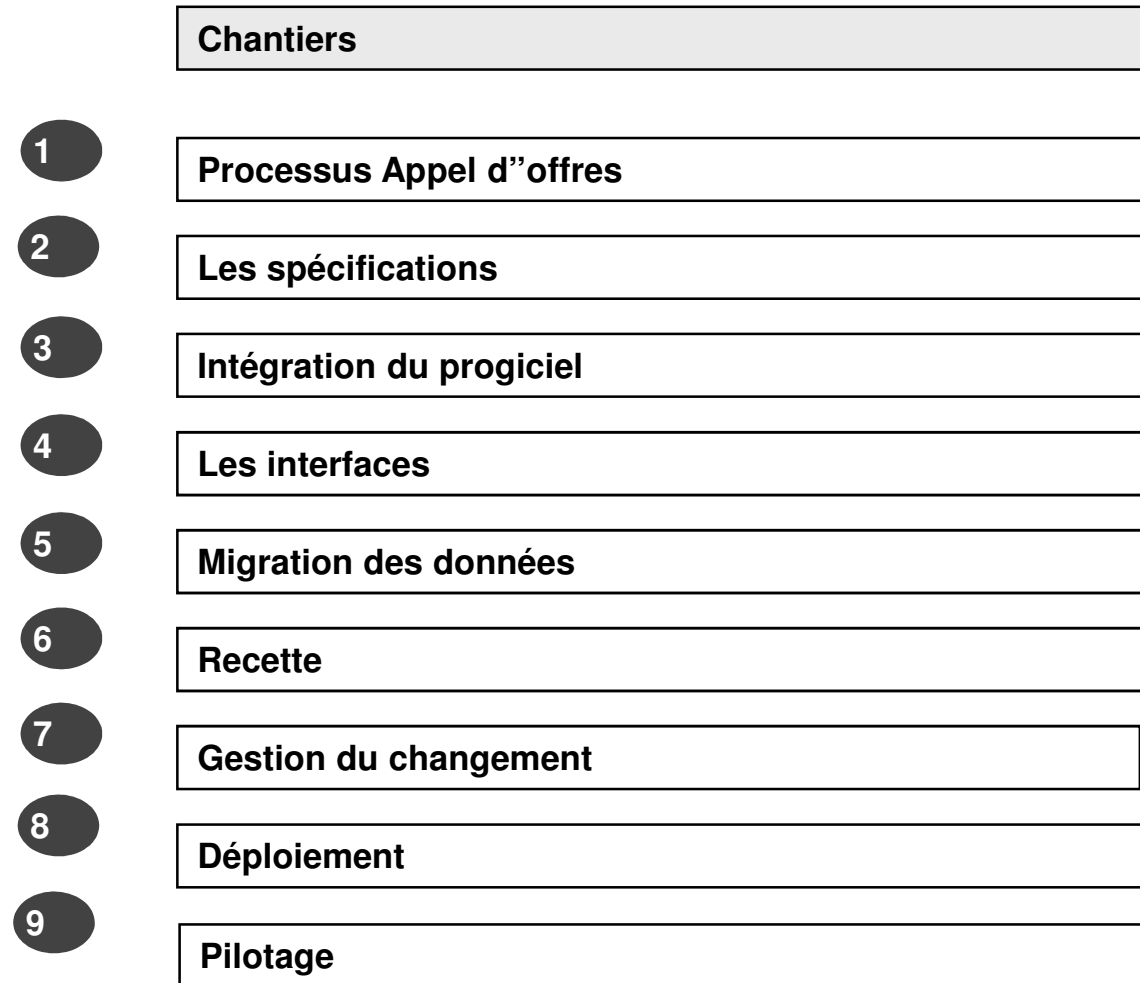 Chantiers
1
Processus Appel d’’offres
2
Les spécifications
3
Intégration du progiciel
4
Les interfaces
5
Migration des données
6
Recette
7
Gestion du changement
8
Déploiement
9
Pilotage